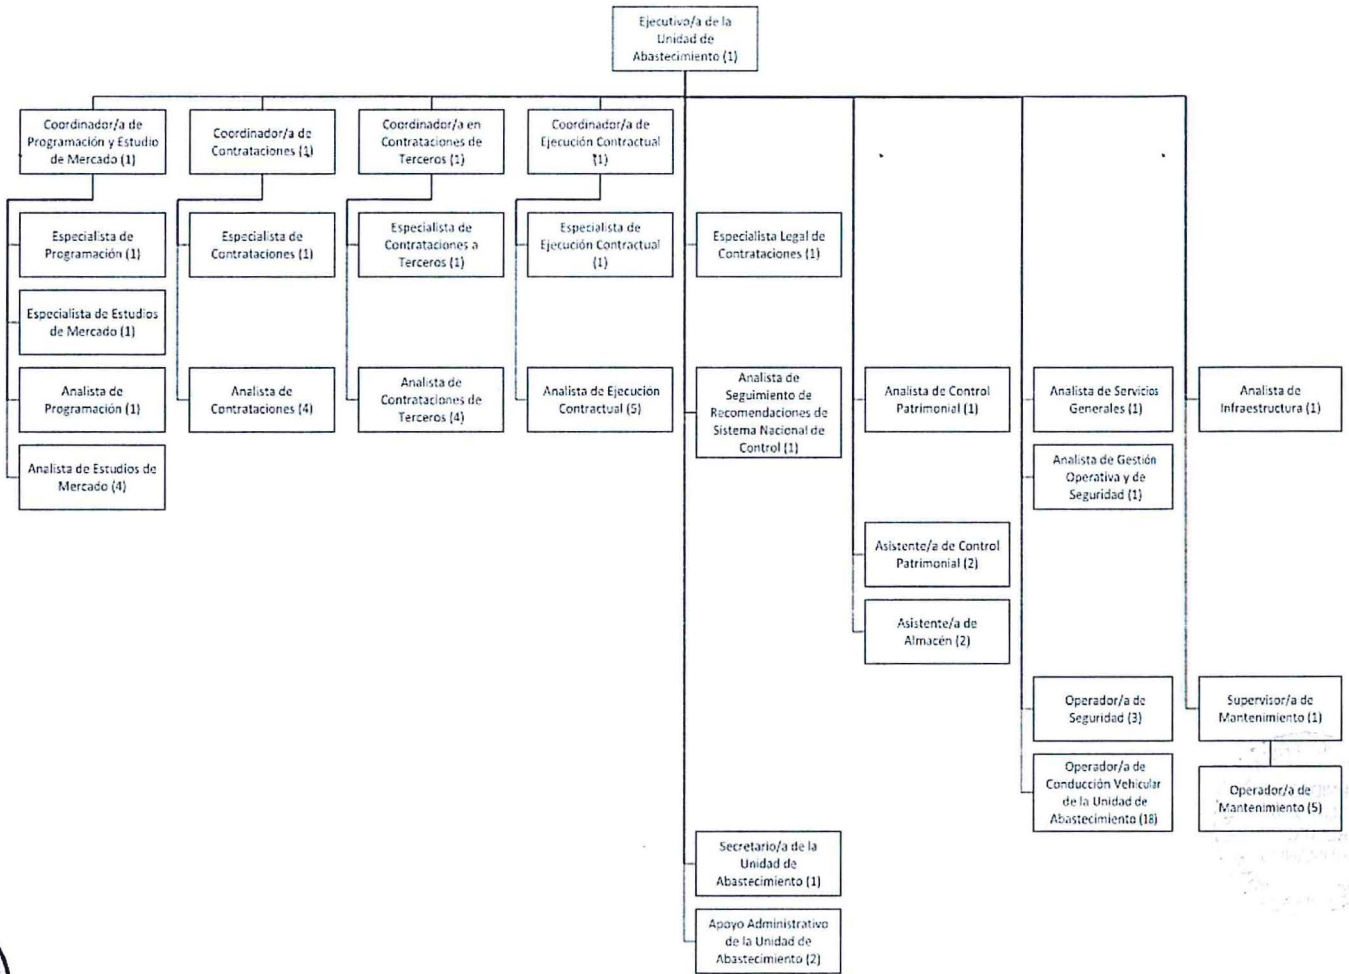 Ejecutivo/a de la
Unidad de
Abastecimiento (1)
Coordinador/a de
Programación y Estudio
de Mercado (1)
Coordinador/a de
Contrataciones (1)
Coordinador/a en
Contrataciones de
Terceros (1)
Coordinador/a de
Ejecución Contractual
(1)
Especialista de
Programación (1)
Especialista de
Contrataciones (1)
Especialista de
Contrataciones a
Terceros (1)
Especialista de
Ejecución Contractual
(1)
Especialista Legal de
Contrataciones (1)
Especialista de Estudios
de Mercado (1)
Analista de
Programación (1)
Analista de
Contrataciones (4)
Analista de
Contrataciones de
Terceros (4)
Analista de Ejecución
Contractual (5)
Analista de
Seguimiento de
Recomendaciones de
Sistema Nacional de
Control (1)
Analista de Control
Patrimonial (1)
Analista de Servicios
Generales (1)
Analista de
Infraestructura (1)
Analista de Estudios de
Mercado (4)
Analista de Gestión
Operativa y de
Seguridad (1)
Asistente/a de Control
Patrimonial (2)
Asistente/a de
Almacén (2)
Operador/a de
Seguridad (3)
Supervisor/a de
Mantenimiento (1)
Operador/a de
Conducción Vehicular
de la Unidad de
Abastecimiento (18)
Operador/a de
Mantenimiento (5)
Secretario/a de la
Unidad de
Abastecimiento (1)
Apoyo Administrativo
de la Unidad de
Abastecimiento (2)